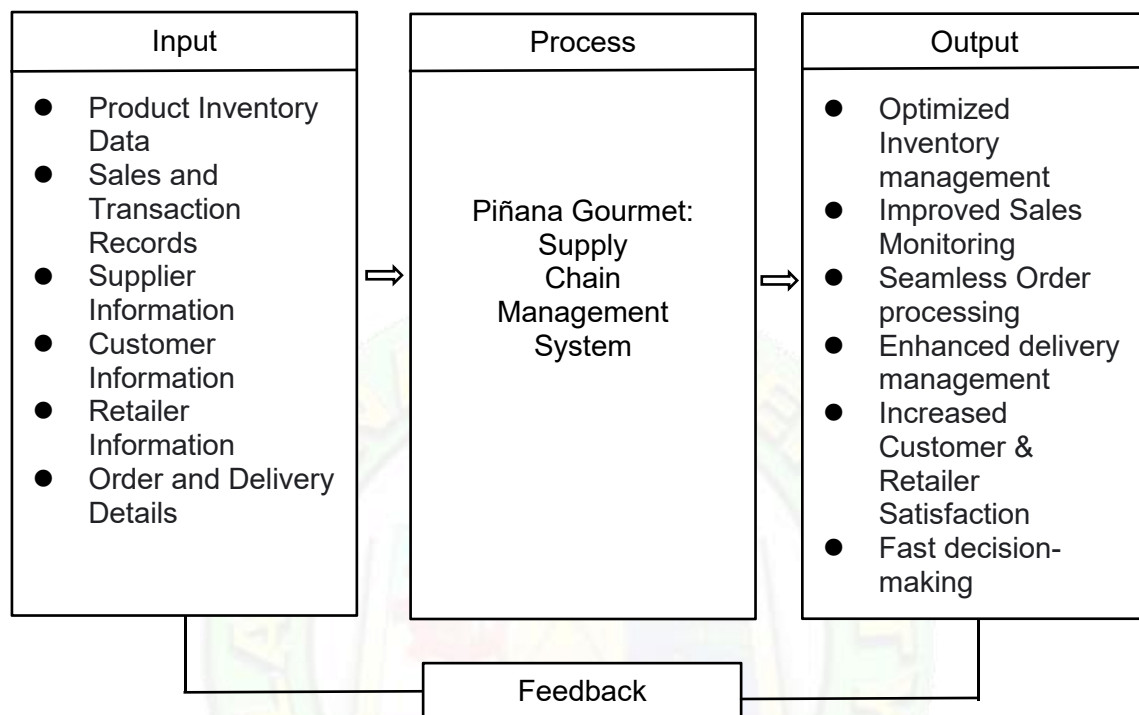 Input
● Product Inventory
Data
● Sales and
Transaction
Records
● Supplier
Information
● Customer
Information
● Retailer
Information
● Order and Delivery
Details
Process
Piñana Gourmet:
Supply
Chain
Management
System
Output
● Optimized
Inventory
management
● Improved Sales
Monitoring
● Seamless Order
processing
● Enhanced delivery
management
● Increased
Customer &
Retailer
Satisfaction
● Fast decision-
making
Feedback